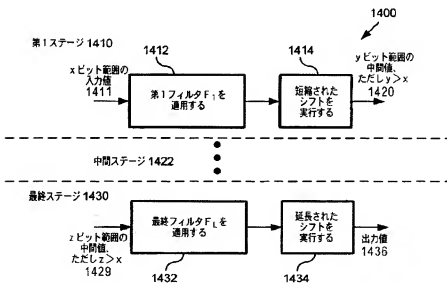 1400
第1ステージ 1410
1412
1414
xビット範囲の
入力値
1411
第1フィルタF1を
適用する
短縮された
シフトを
実行する
yビット範囲の
中間値、
ただしy>x
1420
中間ステージ 1422
最終ステージ 1430
zビット範囲の
中間値、
ただしz>x
1429
最終フィルタFLを
適用する
1432
延長された
シフトを
実行する
1434
出力値
1436